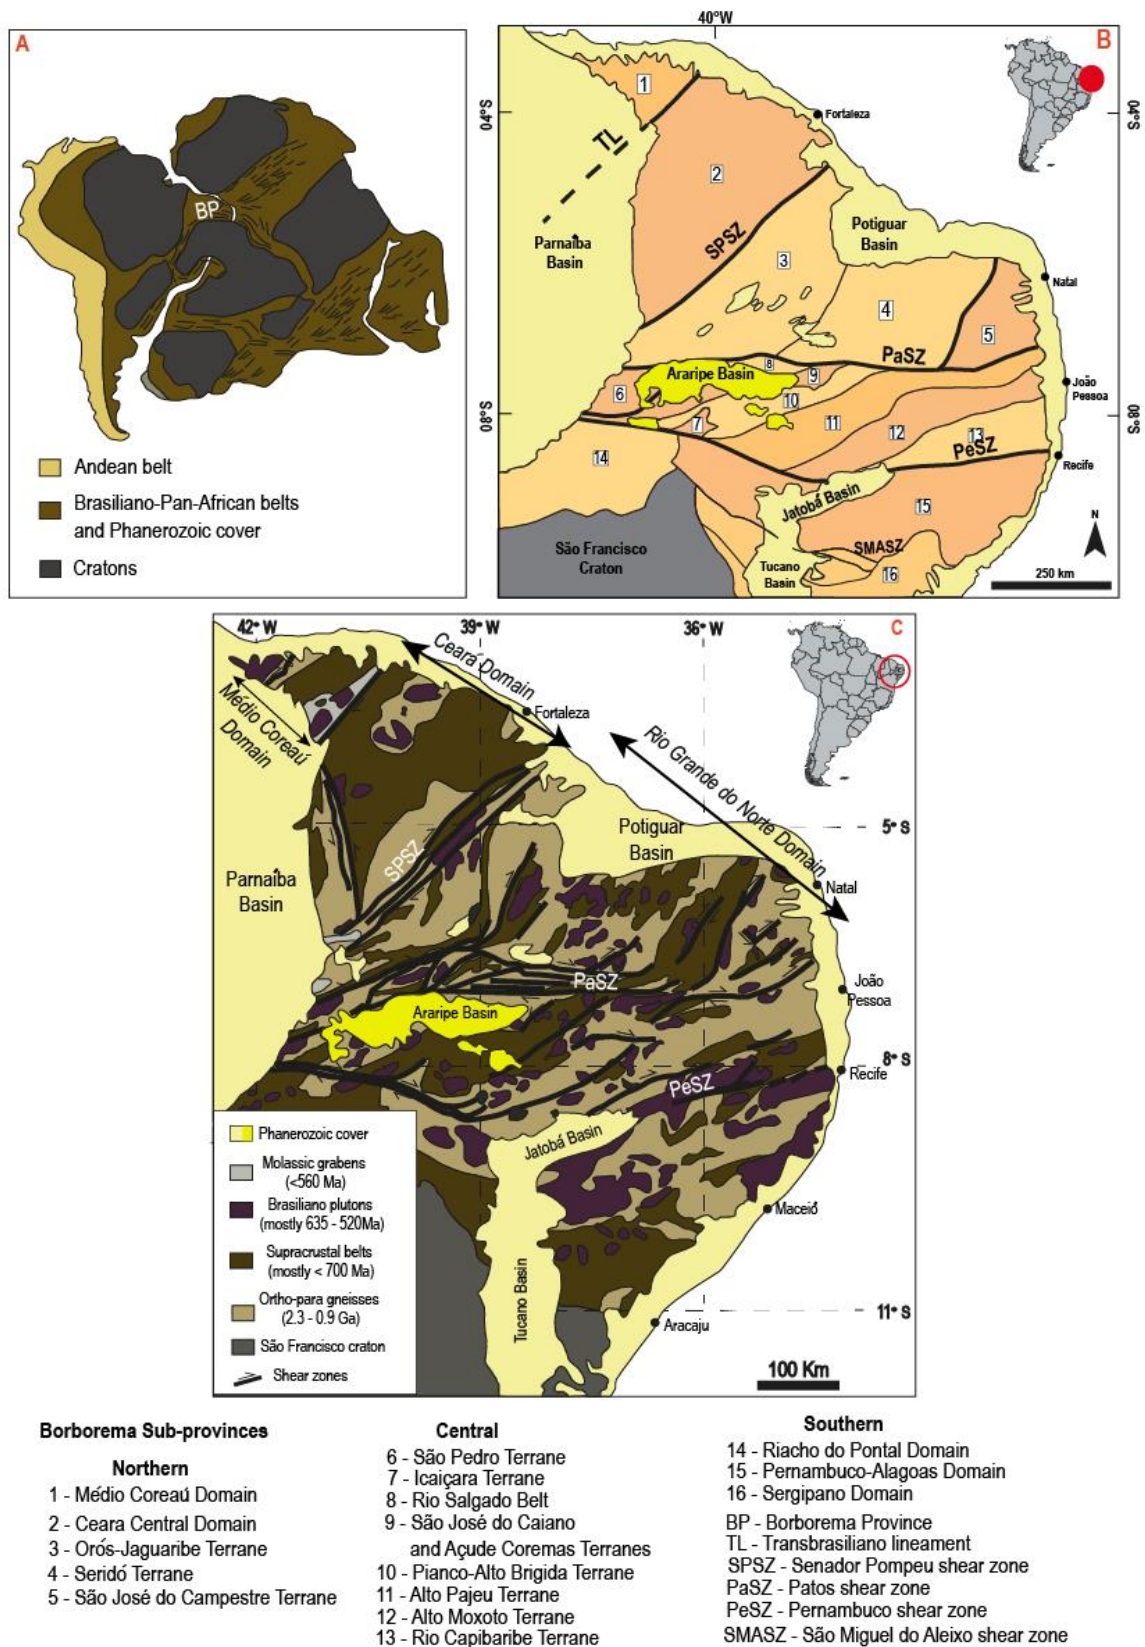 A
BP
Andean belt
Brasiliano-Pan-African belts
and Phanerozoic cover
Cratons
40°W
B
04°S
04°S
1
Fortaleza
TL
2
Parnaíba
Basin
SPSZ
3
Potiguar
Basin
Natal
4
5
PaSZ
8
Araripe Basin
9
6
10
João
Pessoa
08°S
08°S
7
11
12
13
PeSZ
Recife
14
Jatobá Basin
15
São Francisco
Craton
SMASZ
Tucano
Basin
16
N
250 km
42° W
39° W
36° W
C
Ceará Domain
Médio Coreaú
Domain
Fortaleza
Rio Grande do Norte Domain
5° S
Potiguar
Basin
SPSZ
Parnaíba
Basin
Natal
PaSZ
João
Pessoa
Araripe Basin
8° S
Recife
PeSZ
Jatobá Basin
Maceió
Tucano Basin
11° S
Aracaju
100 Km
Phanerozoic cover
Molassic grabens
(<560 Ma)
Brasiliano plutons
(mostly 635 - 520Ma)
Supracrustal belts
(mostly < 700 Ma)
Ortho-para gneisses
(2.3 - 0.9 Ga)
São Francisco craton
Shear zones
Borborema Sub-provinces
Northern
1 - Médio Coreaú Domain
2 - Ceara Central Domain
3 - Orós-Jaguaribe Terrane
4 - Seridó Terrane
5 - São José do Campestre Terrane
Central
6 - São Pedro Terrane
7 - Icaiçara Terrane
8 - Rio Salgado Belt
9 - São José do Caiano
and Açude Coremas Terranes
10 - Pianco-Alto Brigida Terrane
11 - Alto Pajeu Terrane
12 - Alto Moxoto Terrane
13 - Rio Capibaribe Terrane
Southern
14 - Riacho do Pontal Domain
15 - Pernambuco-Alagoas Domain
16 - Sergipano Domain
BP - Borborema Province
TL - Transbrasiliano lineament
SPSZ - Senador Pompeu shear zone
PaSZ - Patos shear zone
PeSZ - Pernambuco shear zone
SMASZ - São Miguel do Aleixo shear zone